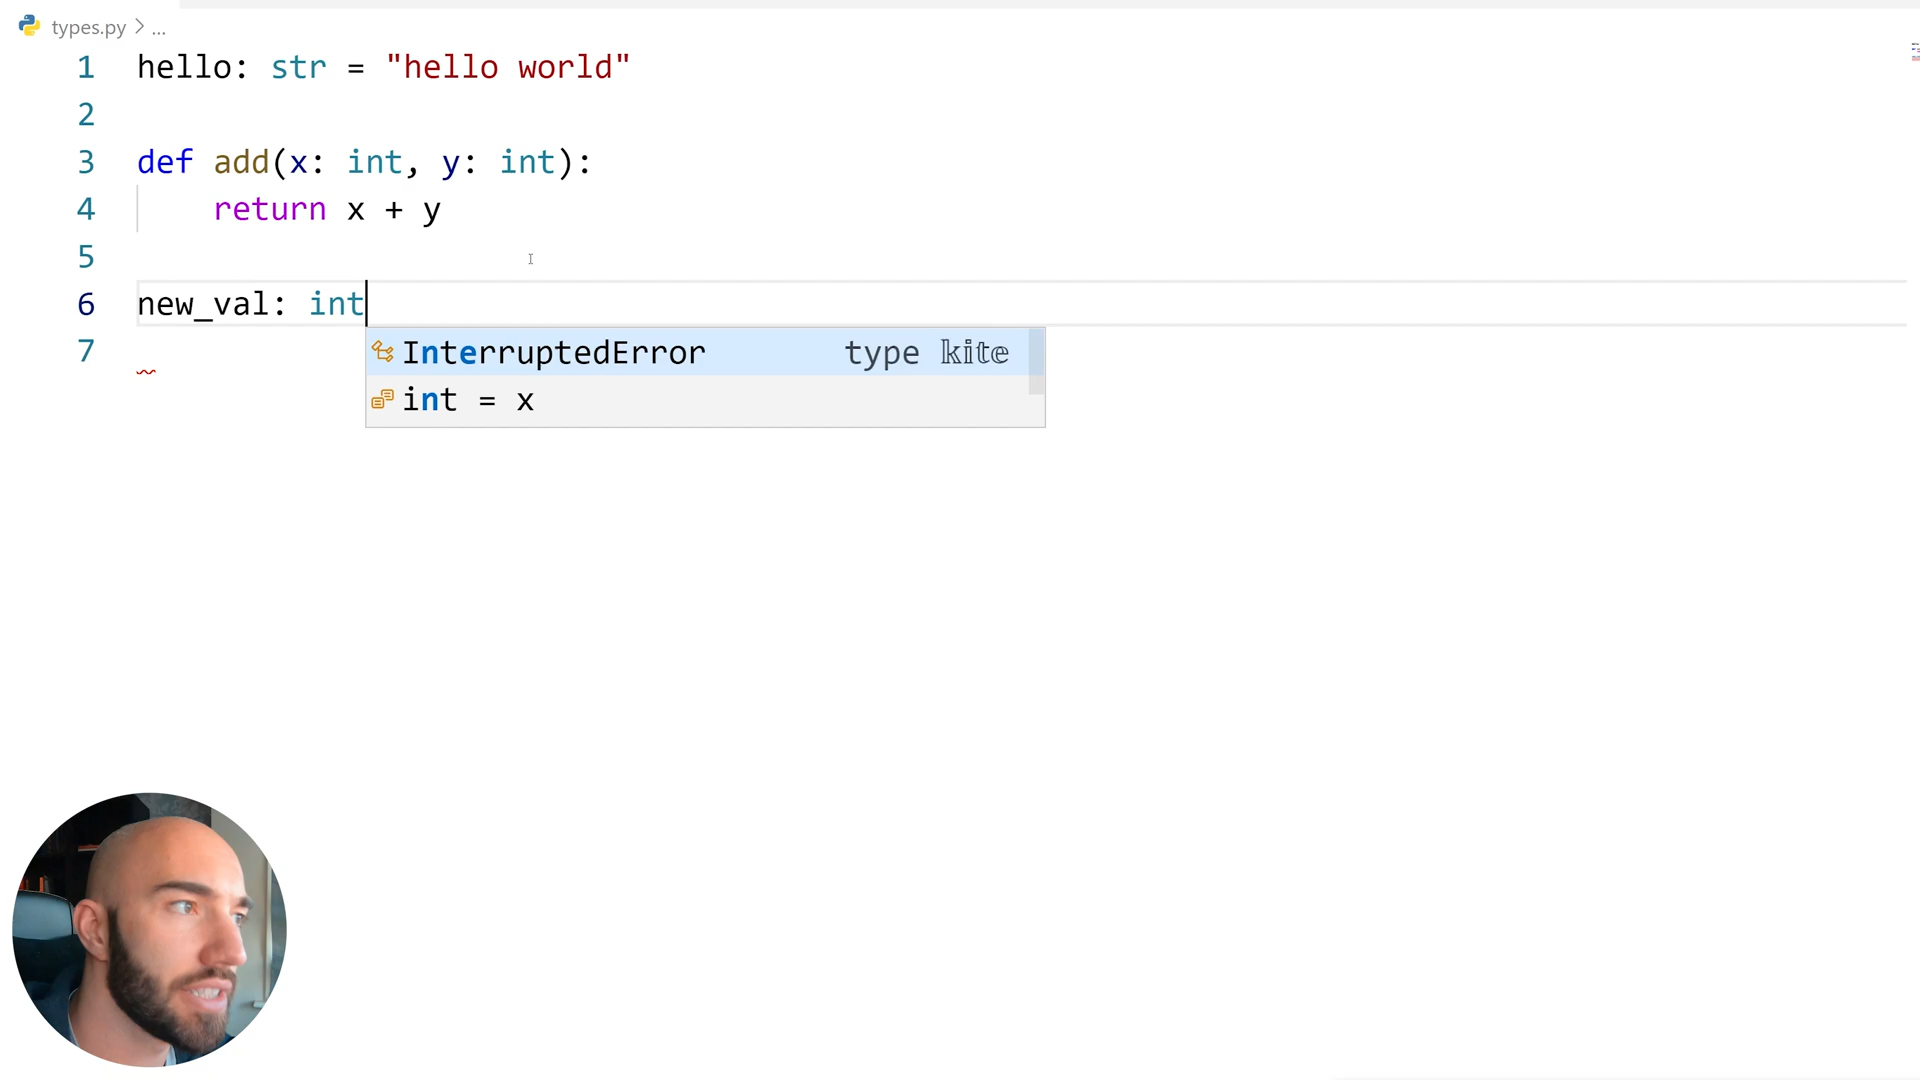 types.py > ...
1 hello: str = "hello world"
2
3 def add(x: int, y: int):
4     return x + y
5
6 new_val: int
7
InterruptedError type kite
int = x